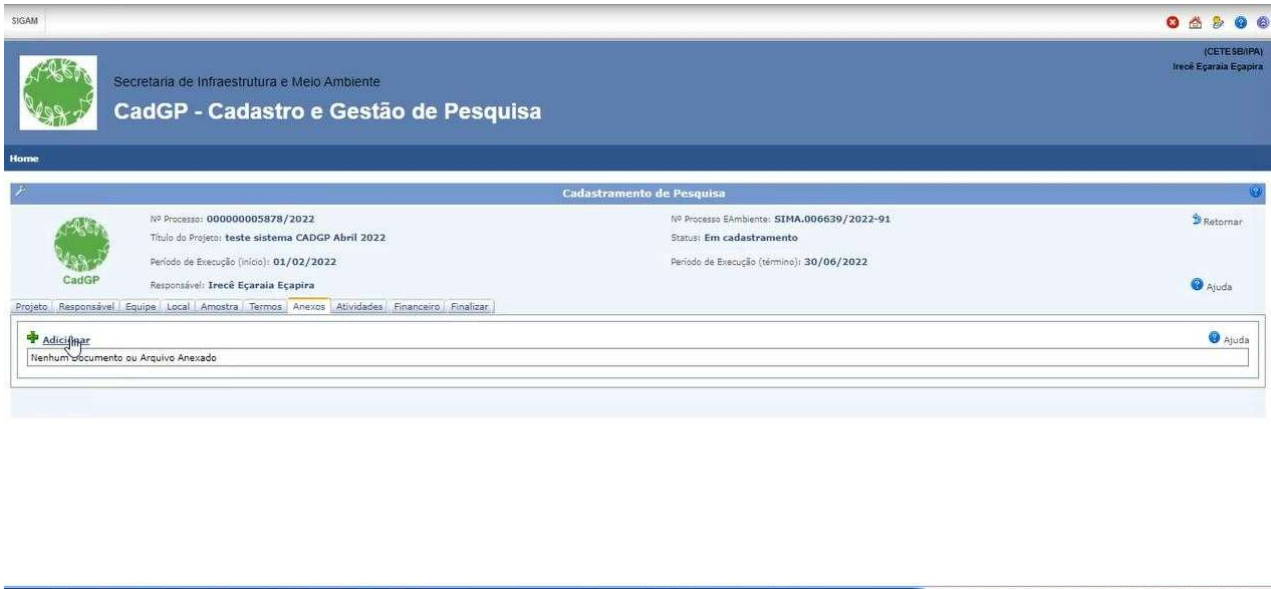 SIGAM
(CETESB/IPA)
Irecê Eçaraia Eçapira
Secretaria de Infraestrutura e Meio Ambiente
CadGP - Cadastro e Gestão de Pesquisa
Home
Cadastramento de Pesquisa
Nº Processo: 000000005878/2022
Nº Processo EAmbiente: SIMA.006639/2022-91
Retornar
Título do Projeto: teste sistema CADGP Abril 2022
Status: Em cadastramento
Período de Execução (início): 01/02/2022
Período de Execução (término): 30/06/2022
CadGP
Responsável: Irecê Eçaraia Eçapira
Ajuda
Projeto Responsável Equipe Local Amostra Termos Anexos Atividades Financeiro Finalizar
Adicionar
Ajuda
Nenhum Documento ou Arquivo Anexado